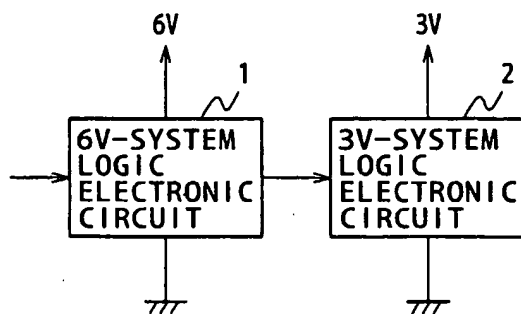 6V
3V
1
2
6V-SYSTEM
LOGIC
ELECTRONIC
CIRCUIT
3V-SYSTEM
LOGIC
ELECTRONIC
CIRCUIT